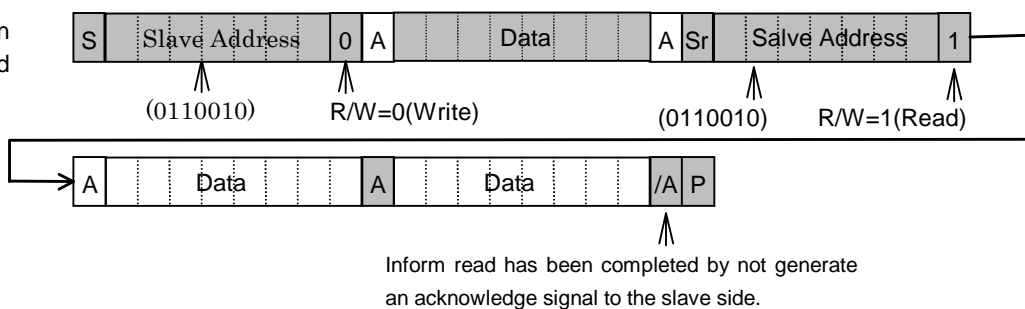 n
d
S Slave Address 0 A Data A Sr Salve Address 1
(0110010) R/W=0(Write) (0110010) R/W=1(Read)
A Data A Data /A P
Inform read has been completed by not generate
an acknowledge signal to the slave side.